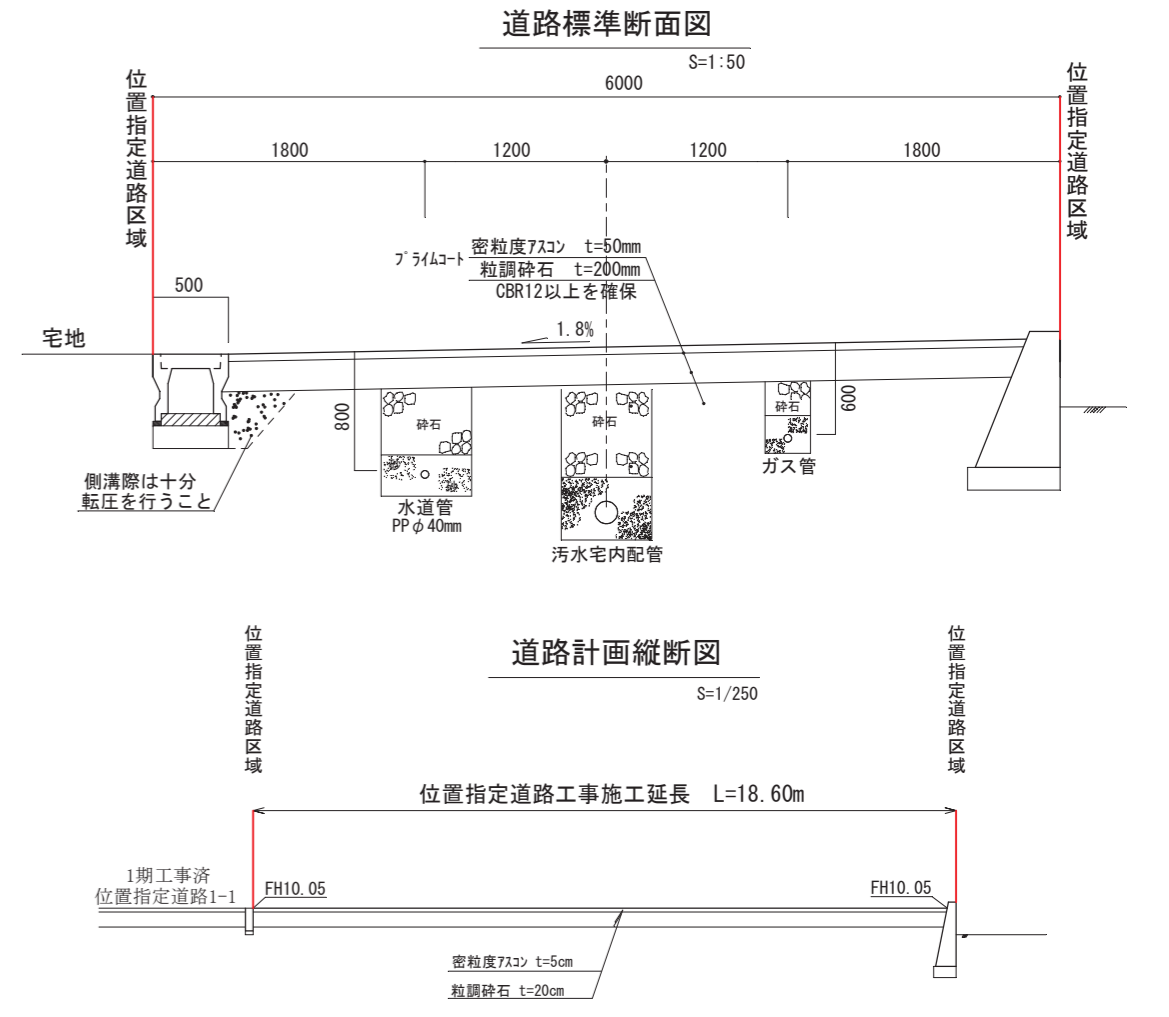 道路標準断面図
S=1:50
位置指定道路区域
6000
位置指定道路区域
1800
1200
1200
1800
プライムコート
密粒度アスコン t=50mm
粒調砕石 t=200mm
CBR12以上を確保
500
宅地
1.8%
800
砕石
砕石
砕石
600
側溝際は十分
転圧を行うこと
水道管
PPφ40mm
汚水宅内配管
ガス管
道路計画縦断図
S=1/250
位置指定道路区域
位置指定道路区域
位置指定道路工事施工延長 L=18.60m
1期工事済
位置指定道路1-1
FH10.05
FH10.05
密粒度アスコン t=5cm
粒調砕石 t=20cm